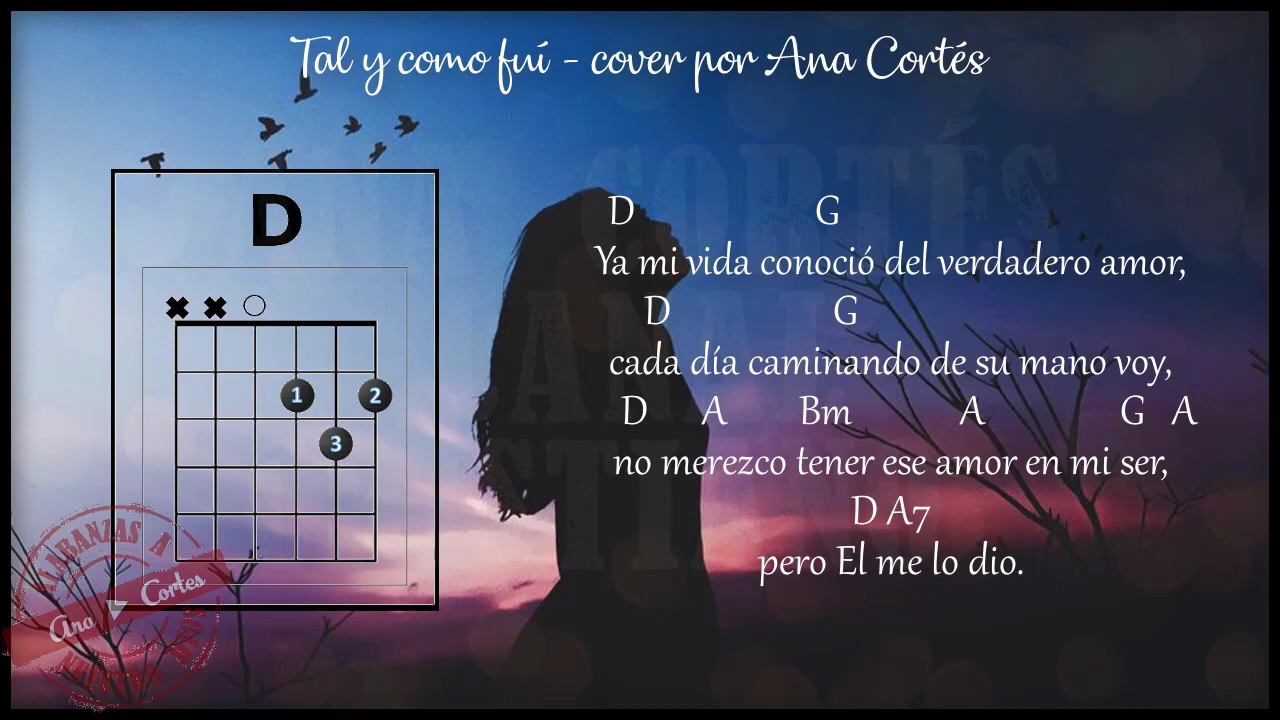 Tal y como fuí - cover por Ana Cortés
D
1 2
3
D G
Ya mi vida conoció del verdadero amor,
D G
cada día caminando de su mano voy,
D A Bm A G A
no merezco tener ese amor en mi ser,
D A7
pero El me lo dio.
ALABANZAS A
Ana Cortes